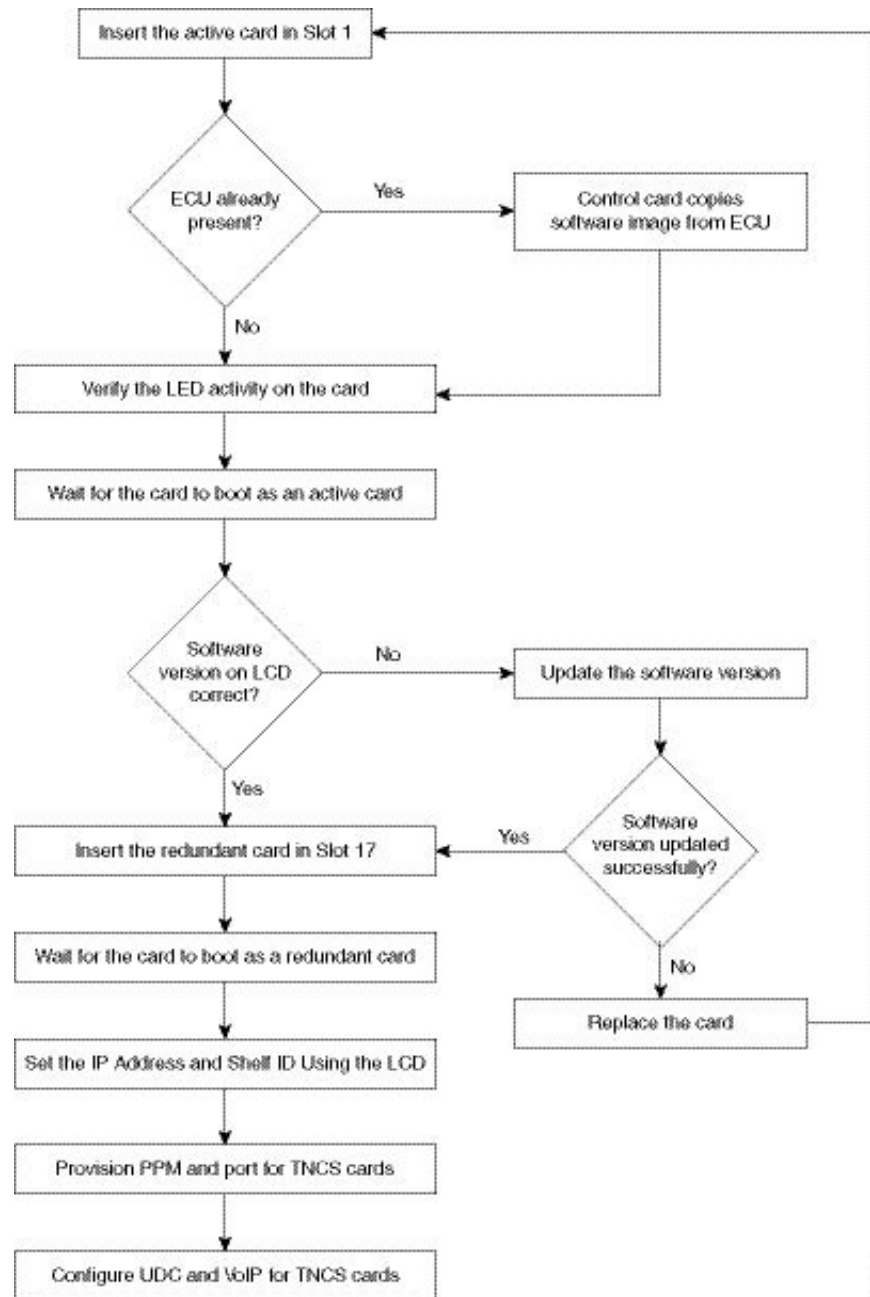 Insert the active card in Slot 1
ECU already
present?
Yes
Control card copies
software image from ECU
No
Verify the LED activity on the card
Wait for the card to boot as an active card
Software
version on LCD
correct?
No
Update the software version
Yes
Insert the redundant card in Slot 17
Yes
Software
version updated
successfully?
Wait for the card to boot as a redundant card
No
Replace the card
Set the IP Address and Shelf ID Using the LCD
Provision PPM and port for TNCS cards
Configure UDC and VoIP for TNCS cards